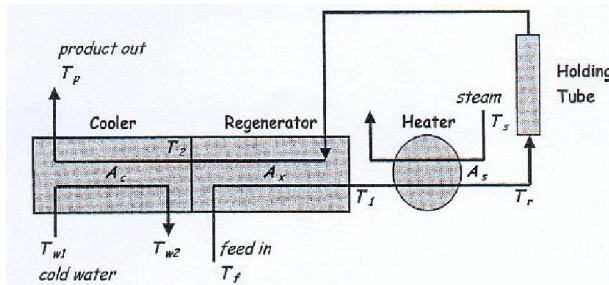 product out
T_p
Cooler
Regenerator
Heater
steam
T_s
Holding
Tube
T_2
A_c
A_x
A_s
T_1
T_r
T_w1
T_w2
cold water
feed in
T_f